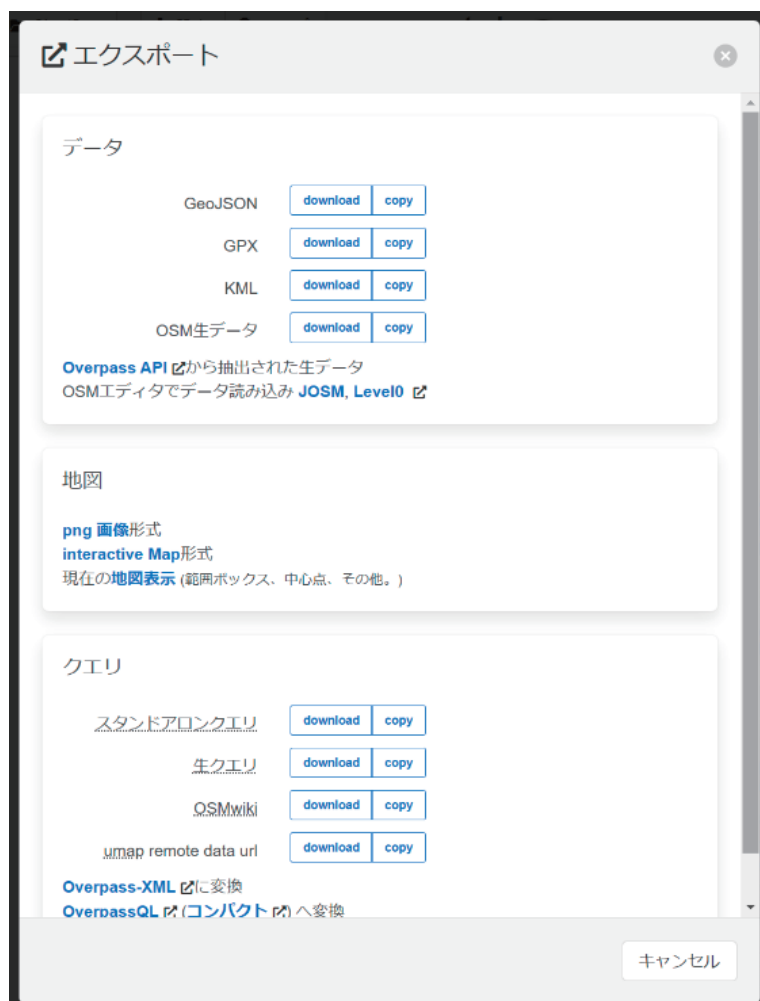 エクスポート
データ
GeoJSON download copy
GPX download copy
KML download copy
OSM生データ download copy
Overpass API から抽出された生データ
OSMエディタでデータ読み込み JOSM, Level0
地図
png 画像形式
interactive Map形式
現在の地図表示 (範囲ボックス、中心点、その他。)
クエリ
スタンドアロンクエリ download copy
生クエリ download copy
OSMwiki download copy
umap remote data url download copy
Overpass-XML に変換
OverpassQL (コンパクト) へ変換
キャンセル